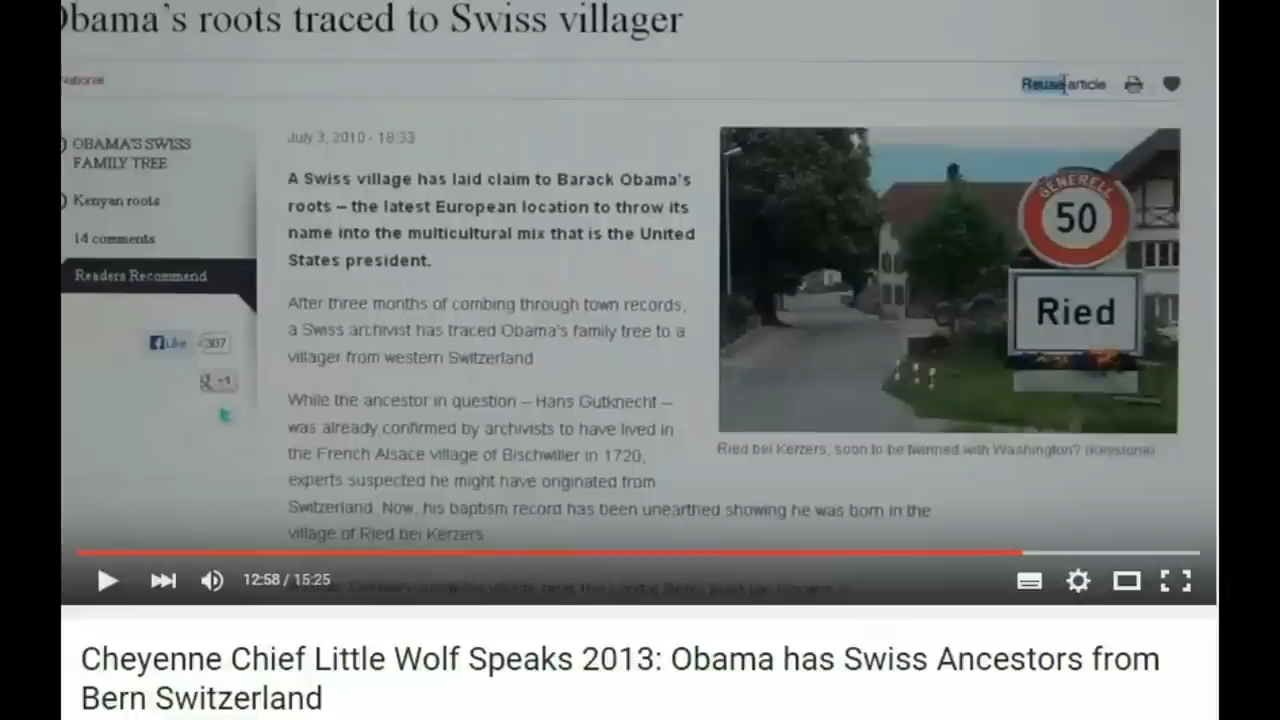 Obama's roots traced to Swiss villager
National
Reuse article
OBAMA'S SWISS
FAMILY TREE
Kenyan roots
14 comments
Readers Recommend
Like 307
+1
July 3, 2010 - 18:33
A Swiss village has laid claim to Barack Obama's
roots – the latest European location to throw its
name into the multicultural mix that is the United
States president.
After three months of combing through town records,
a Swiss archivist has traced Obama's family tree to a
villager from western Switzerland
While the ancestor in question – Hans Gutknecht –
was already confirmed by archivists to have lived in
the French Alsace village of Bischwiller in 1720,
experts suspected he might have originated from
Switzerland. Now, his baptism record has been unearthed showing he was born in the
village of Ried bei Kerzers
GENERELL
50
Ried
Ried bei Kerzers, soon to be twinned with Washington? (Keystone)
12:58 / 15:25
Cheyenne Chief Little Wolf Speaks 2013: Obama has Swiss Ancestors from
Bern Switzerland